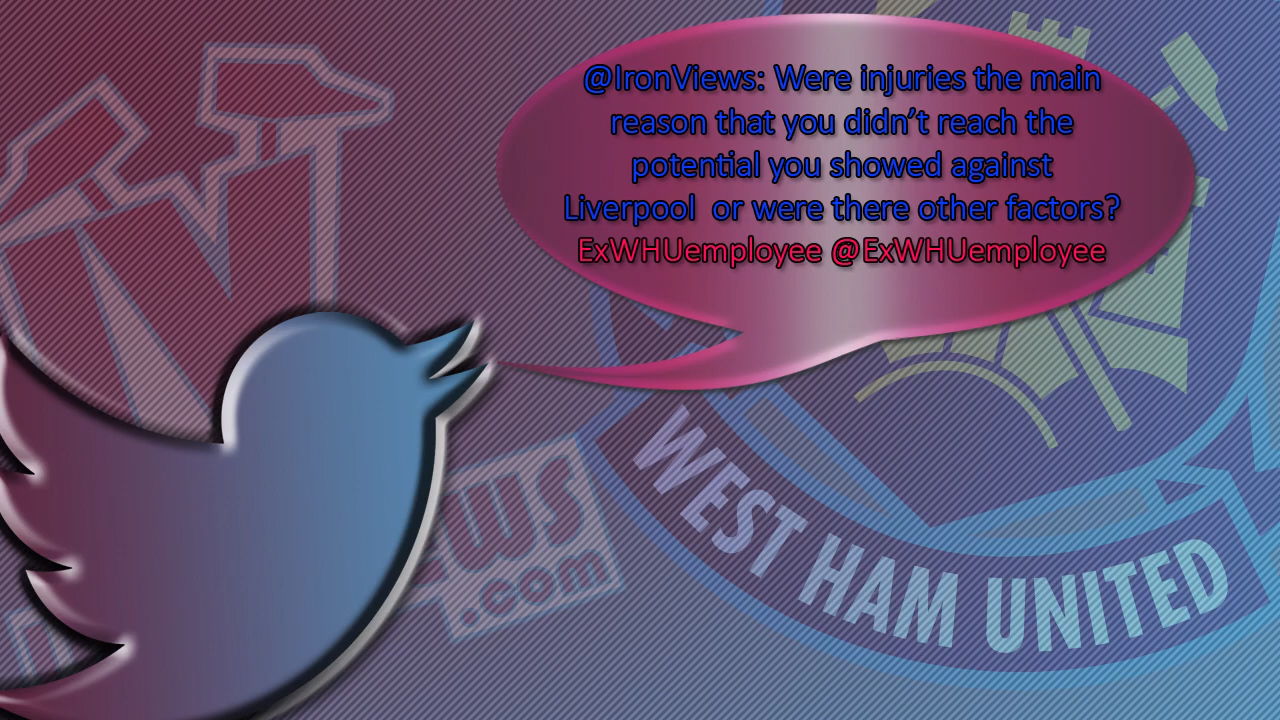 @IronViews: Were injuries the main
reason that you didn’t reach the
potential you showed against
Liverpool  or were there other factors?
ExWHUemployee @ExWHUemployee
WEST HAM UNITED
.com